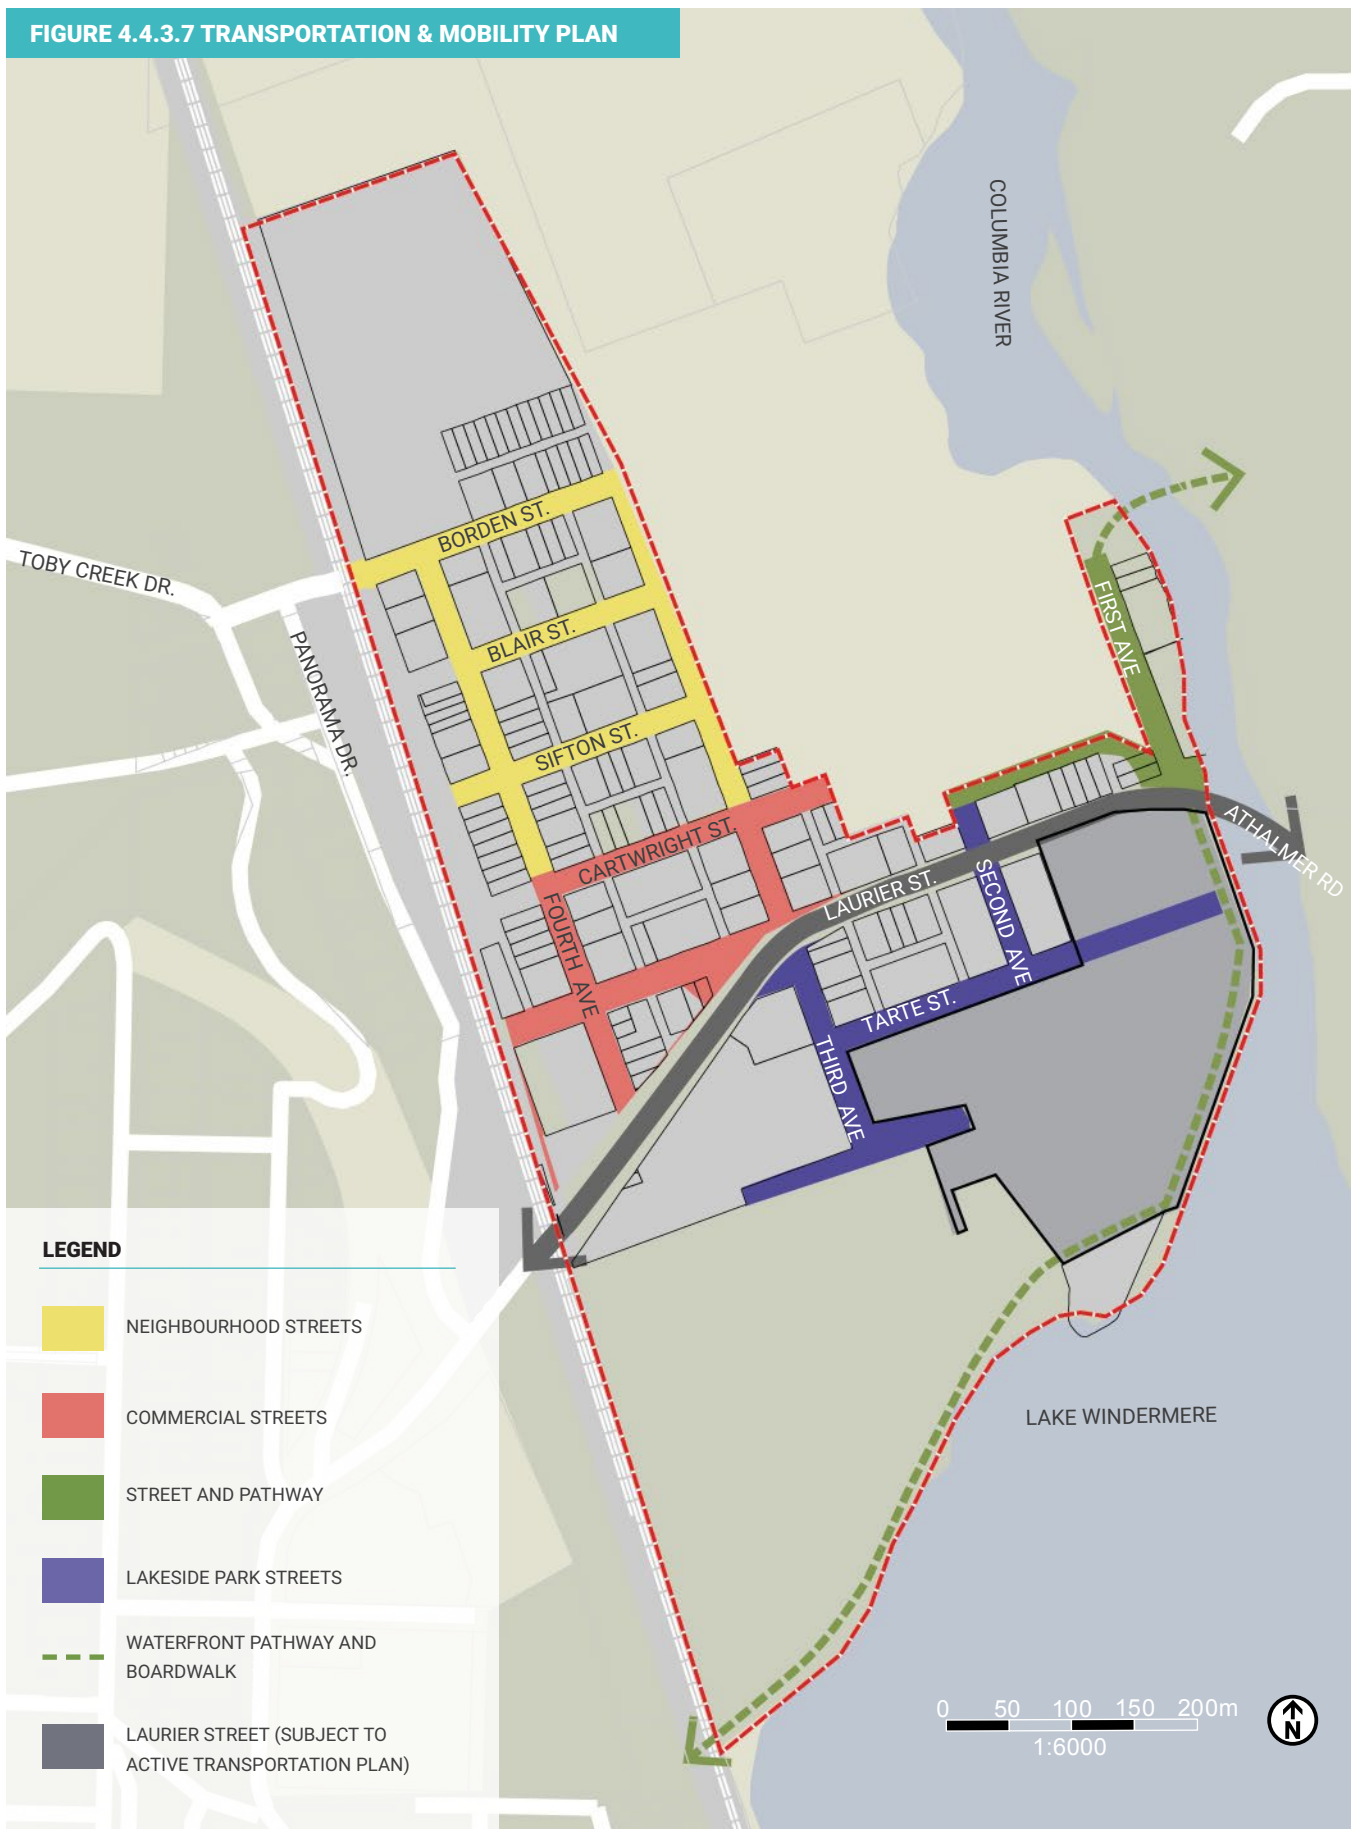 FIGURE 4.4.3.7 TRANSPORTATION & MOBILITY PLAN
COLUMBIA RIVER
BORDEN ST.
TOBY CREEK DR.
PANORAMA DR.
BLAIR ST.
FIRST AVE
SIFTON ST.
CARTWRIGHT ST.
ATHALMER RD
LAURIER ST.
SECOND AVE
FOURTH AVE
TARTE ST.
THIRD AVE
LAKE WINDERMERE
LEGEND
NEIGHBOURHOOD STREETS
COMMERCIAL STREETS
STREET AND PATHWAY
LAKESIDE PARK STREETS
WATERFRONT PATHWAY AND
BOARDWALK
LAURIER STREET (SUBJECT TO
ACTIVE TRANSPORTATION PLAN)
0 50 100 150 200m
1:6000
N